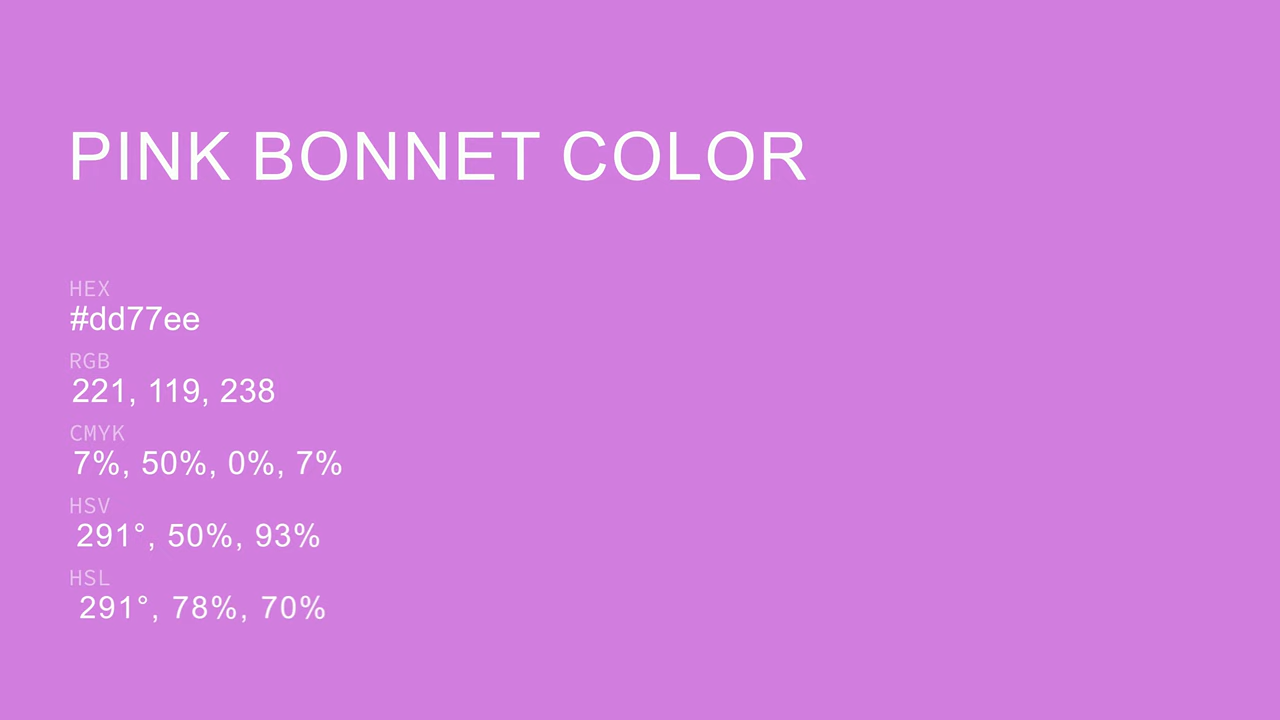 PINK BONNET COLOR
HEX
#dd77ee
RGB
221, 119, 238
CMYK
7%, 50%, 0%, 7%
HSV
291°, 50%, 93%
HSL
291°, 78%, 70%